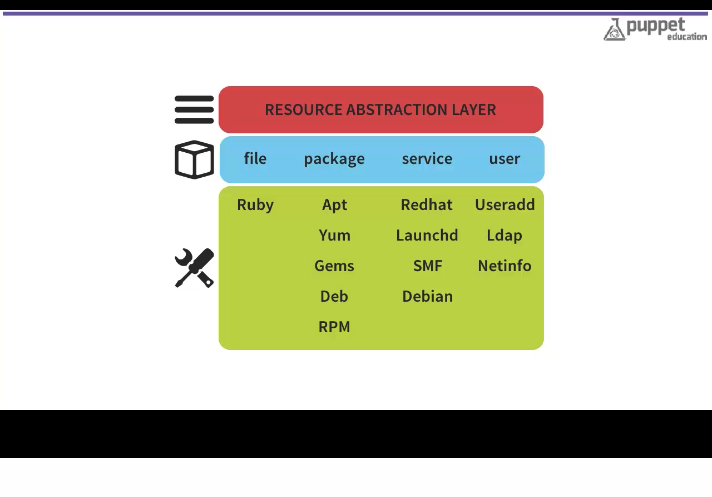 puppet
education
RESOURCE ABSTRACTION LAYER
file package service user
Ruby Apt Redhat Useradd
Yum Launchd Ldap
Gems SMF Netinfo
Deb Debian
RPM